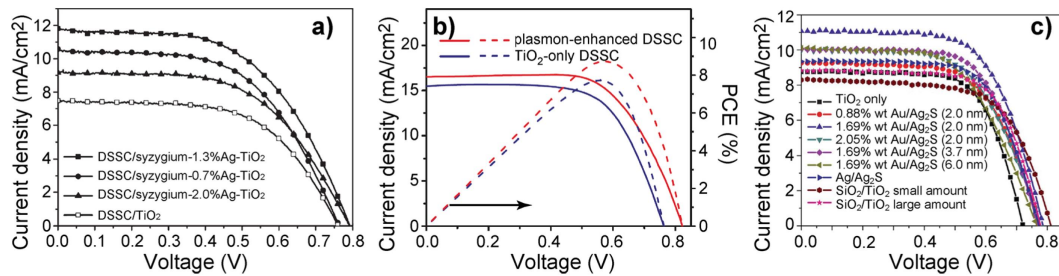 a)
Current density (mA/cm²)
12
10
8
6
4
2
0
DSSC/syzygium-1.3%Ag-TiO₂
DSSC/syzygium-0.7%Ag-TiO₂
DSSC/syzygium-2.0%Ag-TiO₂
DSSC/TiO₂
0.0 0.1 0.2 0.3 0.4 0.5 0.6 0.7 0.8
Voltage (V)
b)
Current density (mA/cm²)
20
15
10
5
0
plasmon-enhanced DSSC
TiO₂-only DSSC
PCE (%)
10
8
6
4
2
0
0.0 0.2 0.4 0.6 0.8
Voltage (V)
c)
Current density (mA/cm²)
12
10
8
6
4
2
0
TiO₂ only
0.88% wt Au/Ag₂S (2.0 nm)
1.69% wt Au/Ag₂S (2.0 nm)
2.05% wt Au/Ag₂S (2.0 nm)
1.69% wt Au/Ag₂S (3.7 nm)
1.69% wt Au/Ag₂S (6.0 nm)
Ag/Ag₂S
SiO₂/TiO₂ small amount
SiO₂/TiO₂ large amount
0.0 0.2 0.4 0.6 0.8
Voltage (V)